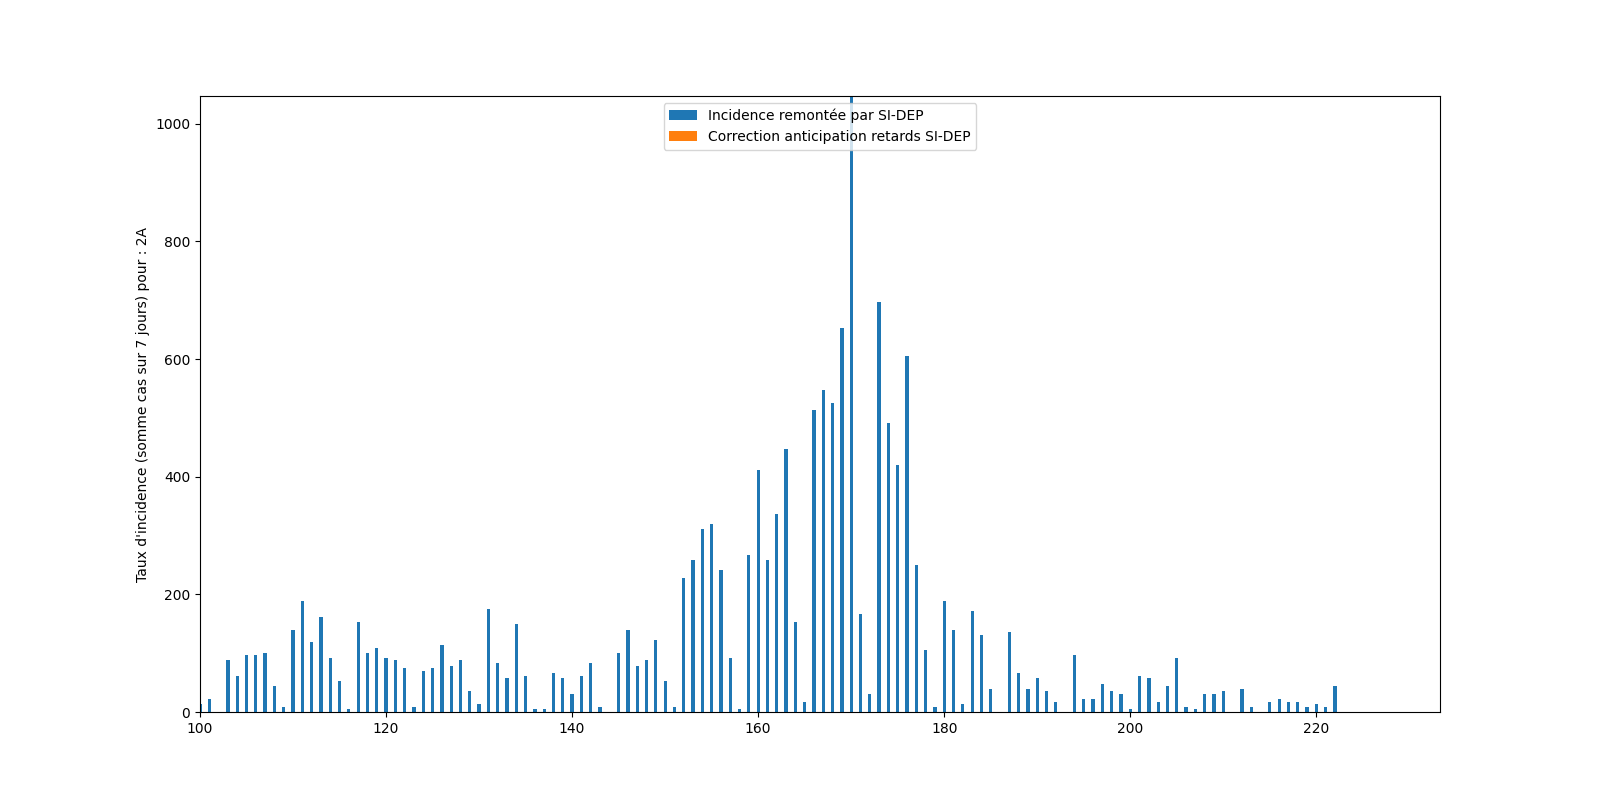 Incidence remontée par SI-DEP
Correction anticipation retards SI-DEP
Taux d'incidence (somme cas sur 7 jours) pour : 2A
1000
800
600
400
200
0
100 120 140 160 180 200 220